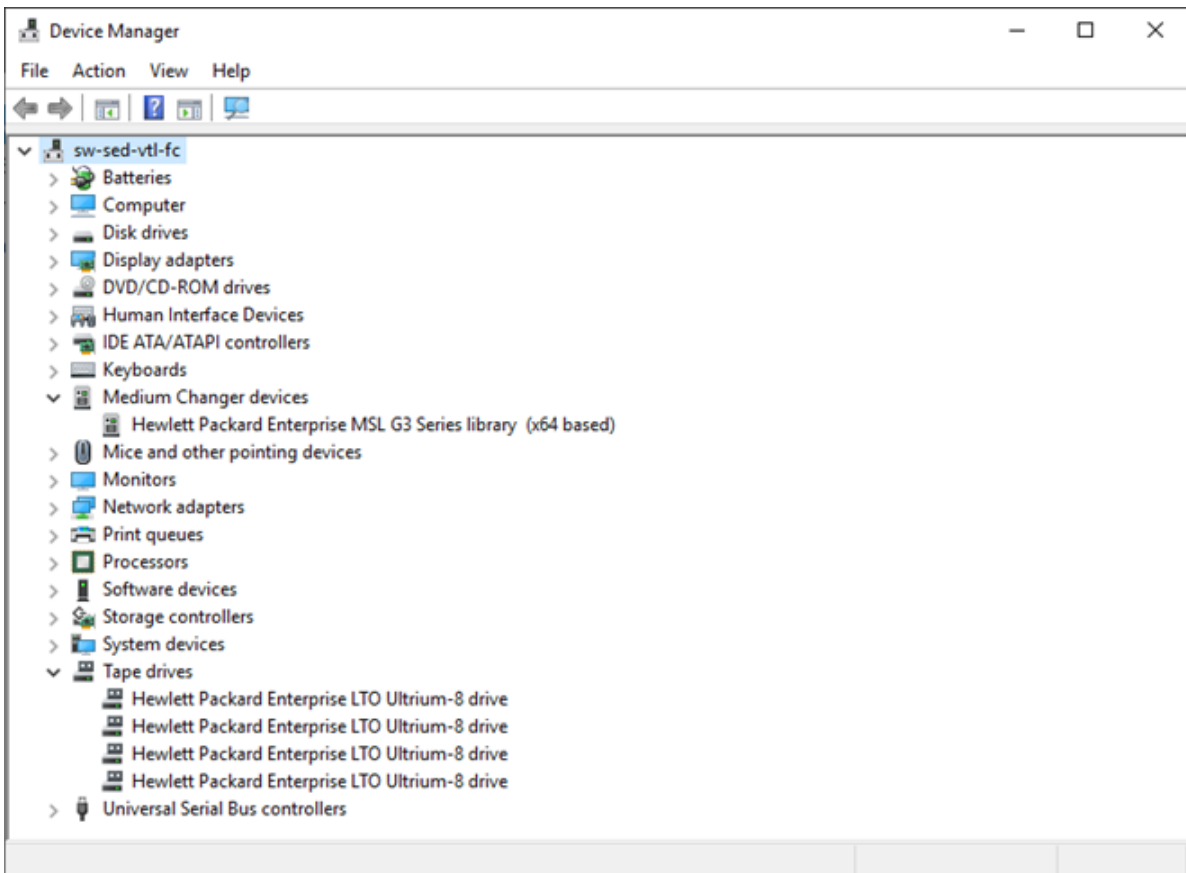 Device Manager
File Action View Help
sw-sed-vtl-fc
Batteries
Computer
Disk drives
Display adapters
DVD/CD-ROM drives
Human Interface Devices
IDE ATA/ATAPI controllers
Keyboards
Medium Changer devices
Hewlett Packard Enterprise MSL G3 Series library (x64 based)
Mice and other pointing devices
Monitors
Network adapters
Print queues
Processors
Software devices
Storage controllers
System devices
Tape drives
Hewlett Packard Enterprise LTO Ultrium-8 drive
Hewlett Packard Enterprise LTO Ultrium-8 drive
Hewlett Packard Enterprise LTO Ultrium-8 drive
Hewlett Packard Enterprise LTO Ultrium-8 drive
Universal Serial Bus controllers